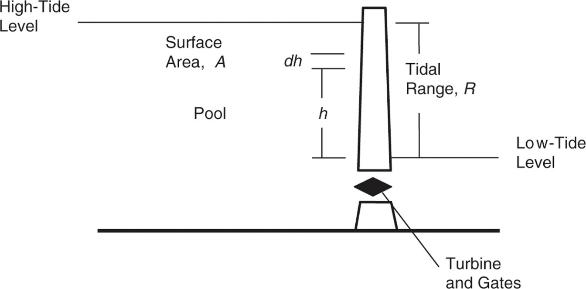 High-Tide
Level
Surface
Area, A
dh
Tidal
Range, R
Pool
h
Low-Tide
Level
Turbine
and Gates